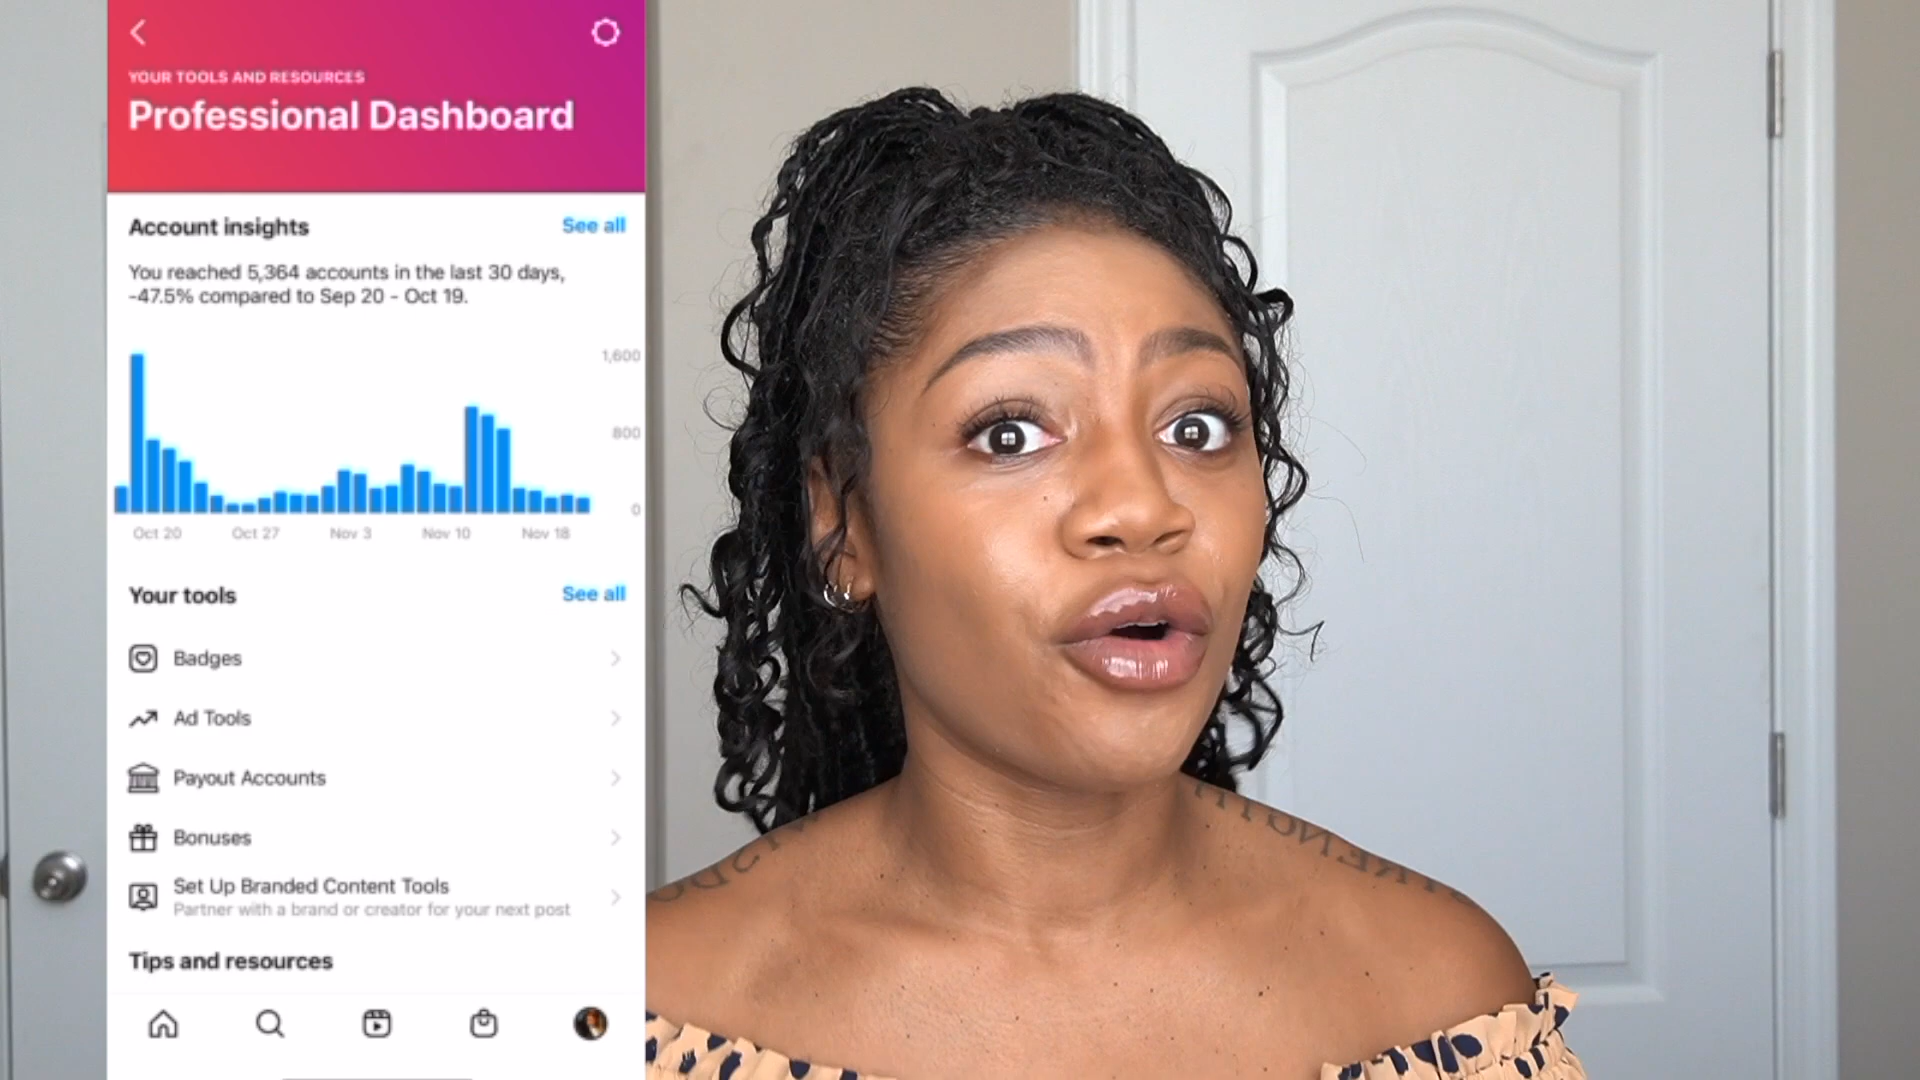 YOUR TOOLS AND RESOURCES
Professional Dashboard
Account insights
See all
You reached 5,364 accounts in the last 30 days,
-47.5% compared to Sep 20 - Oct 19.
1,600
800
0
Oct 20
Oct 27
Nov 3
Nov 10
Nov 18
Your tools
See all
Badges
Ad Tools
Payout Accounts
Bonuses
Set Up Branded Content Tools
Partner with a brand or creator for your next post
Tips and resources